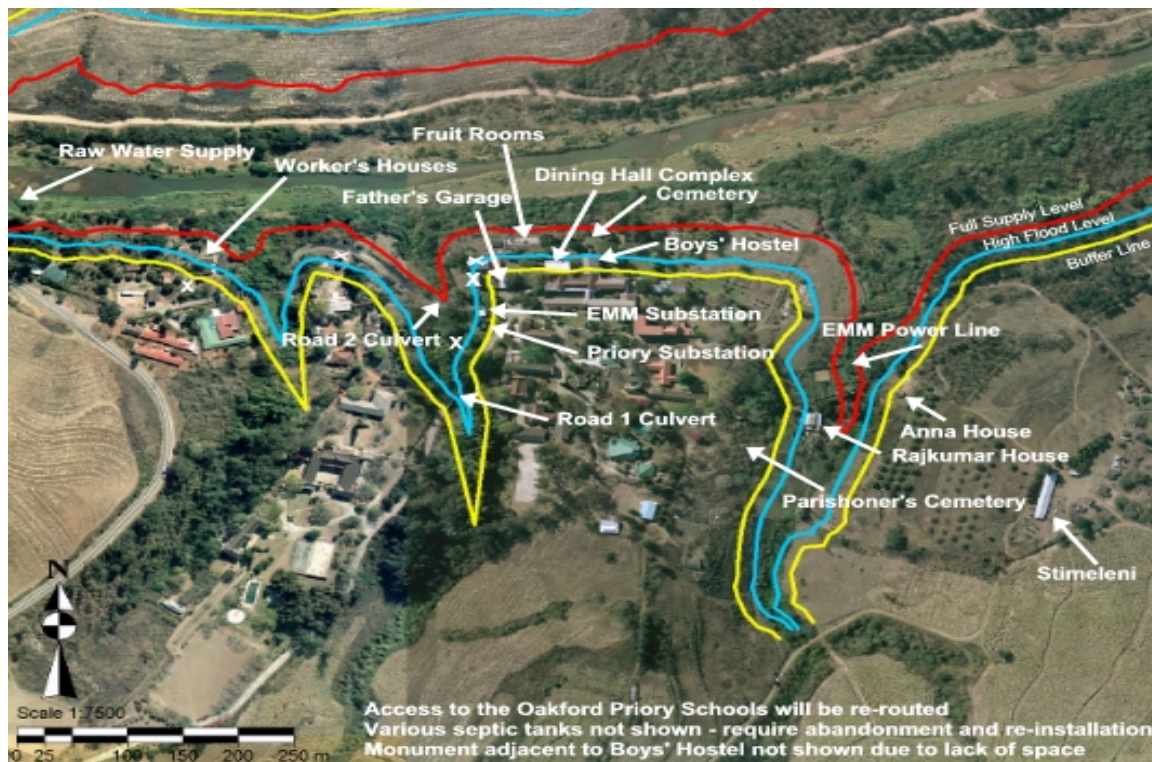 Fruit Rooms
Raw Water Supply
Worker's Houses
Dining Hall Complex
Father's Garage
Cemetery
Full Supply Level
High Flood Level
Buffer Line
Boys' Hostel
EMM Substation
EMM Power Line
Road 2 Culvert
x
Priory Substation
Road 1 Culvert
Anna House
Rajkumar House
Parishoner's Cemetery
Stimeleni
N
Scale 1:7500
0 25 100 150 200 250 m
Access to the Oakford Priory Schools will be re-routed
Various septic tanks not shown - require abandonment and re-installation
Monument adjacent to Boys' Hostel not shown due to lack of space